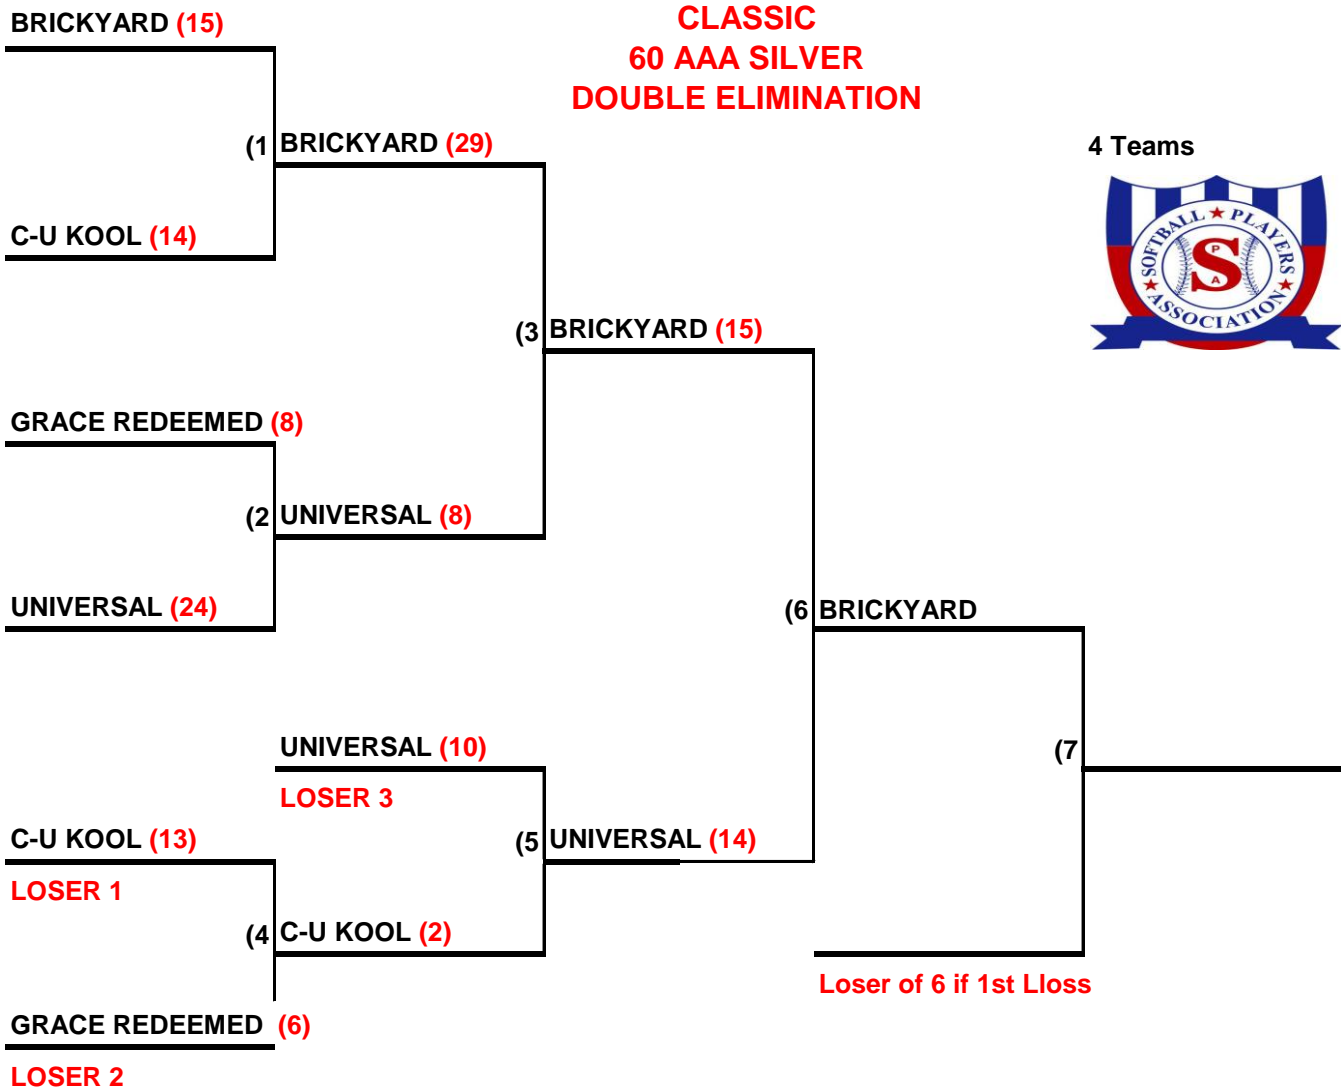 BRICKYARD (15)
CLASSIC
60 AAA SILVER
DOUBLE ELIMINATION
(1 BRICKYARD (29)
4 Teams
C-U KOOL (14)
SOFTBALL ★ PLAYERS ★ ASSOCIATION ★
P
S
A
(3 BRICKYARD (15)
GRACE REDEEMED (8)
(2 UNIVERSAL (8)
UNIVERSAL (24)
(6 BRICKYARD
UNIVERSAL (10)
(7
LOSER 3
C-U KOOL (13)
(5 UNIVERSAL (14)
LOSER 1
(4 C-U KOOL (2)
Loser of 6 if 1st Lloss
GRACE REDEEMED (6)
LOSER 2